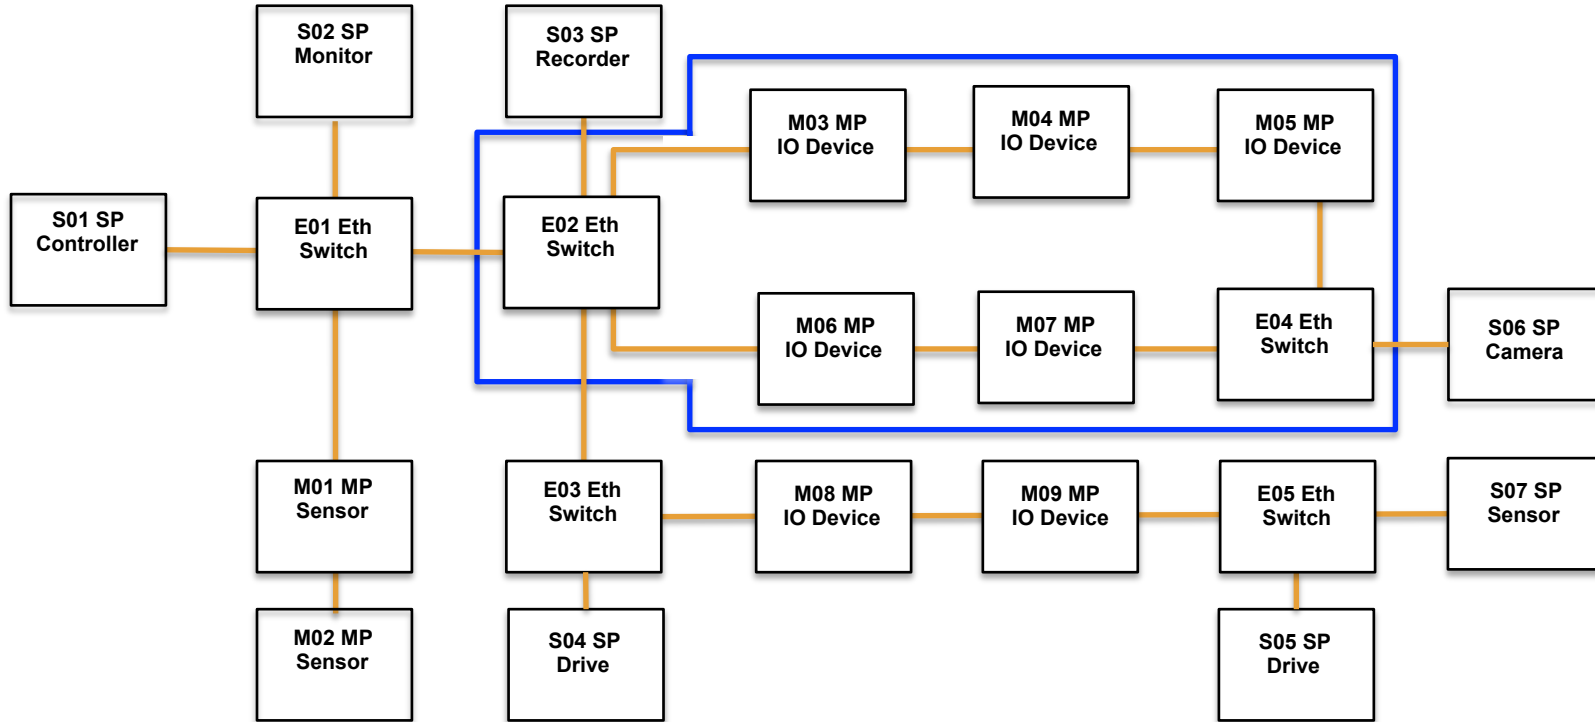 S02 SP
Monitor
S03 SP
Recorder
M03 MP
IO Device
M04 MP
IO Device
M05 MP
IO Device
S01 SP
Controller
E01 Eth
Switch
E02 Eth
Switch
M06 MP
IO Device
M07 MP
IO Device
E04 Eth
Switch
S06 SP
Camera
M01 MP
Sensor
E03 Eth
Switch
M08 MP
IO Device
M09 MP
IO Device
E05 Eth
Switch
S07 SP
Sensor
M02 MP
Sensor
S04 SP
Drive
S05 SP
Drive